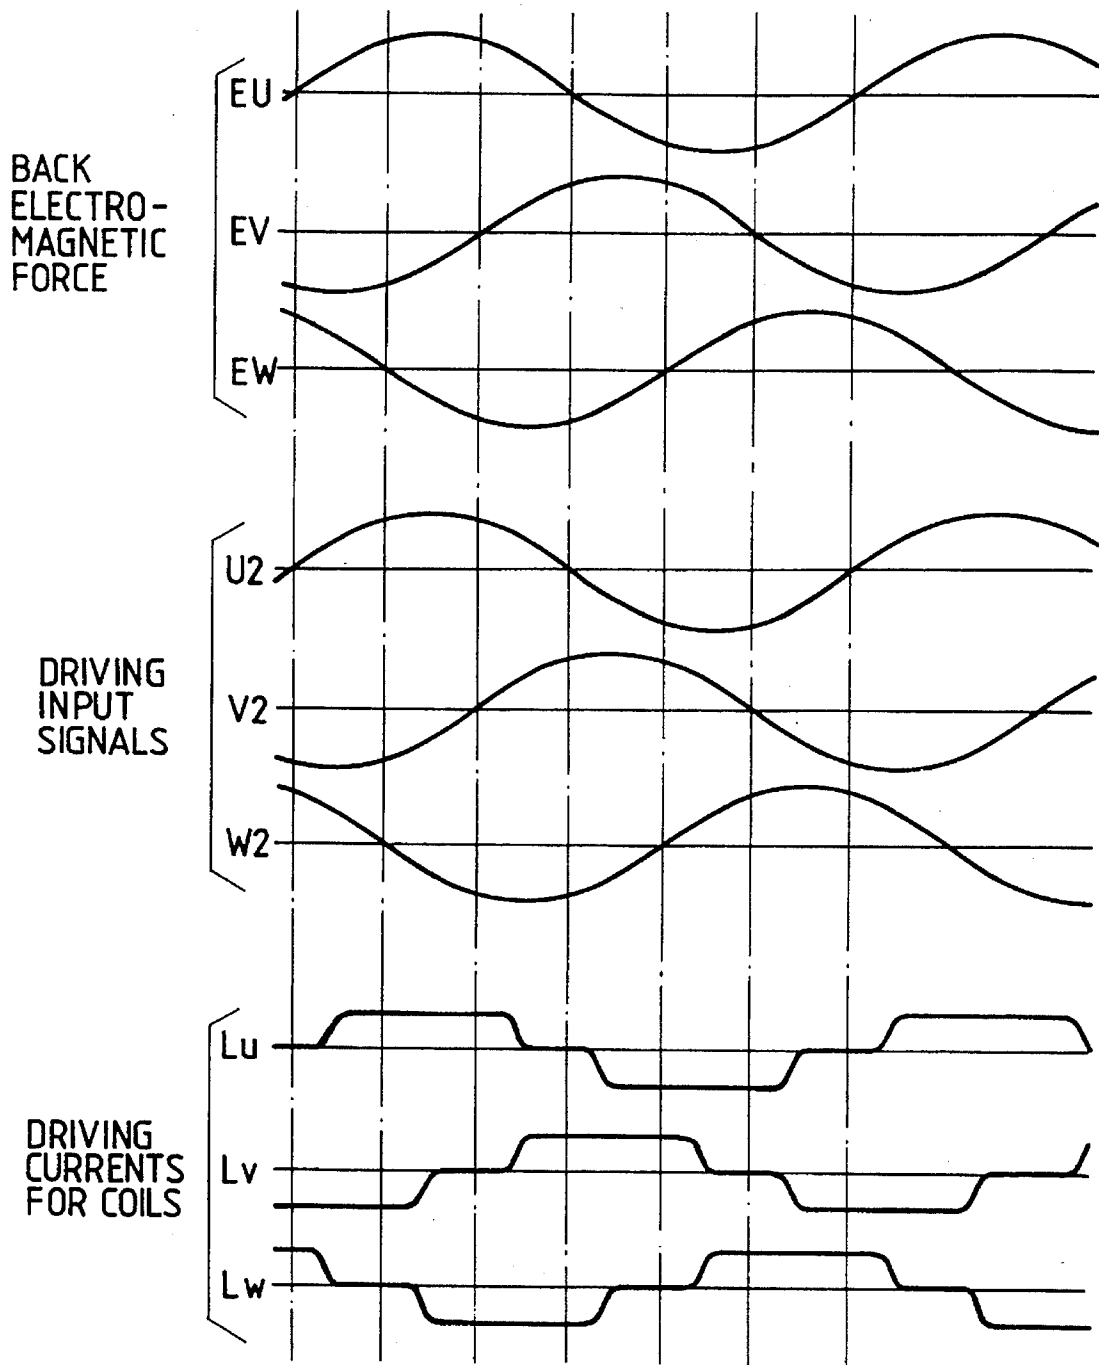 BACK
ELECTRO-
MAGNETIC
FORCE
EU
EV
EW
DRIVING
INPUT
SIGNALS
U2
V2
W2
DRIVING
CURRENTS
FOR COILS
Lu
Lv
Lw